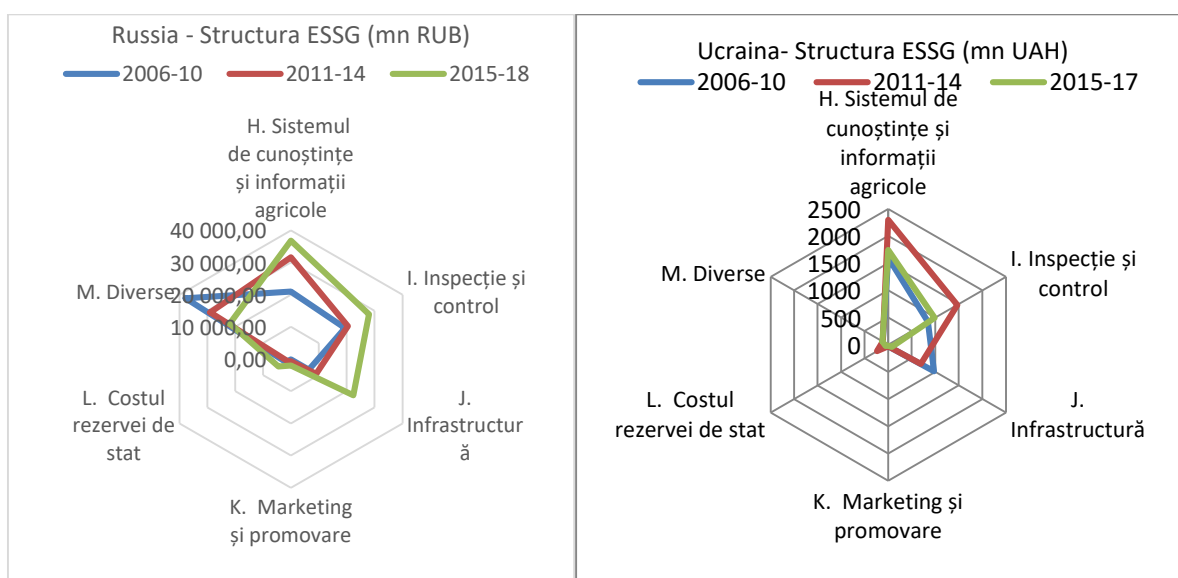 Russia - Structura ESSG (mn RUB)
2006-10 2011-14 2015-18
H. Sistemul
de cunoștințe
și informații
agricole
40 000,00
30 000,00
20 000,00
10 000,00
0,00
I. Inspecție și
control
J.
Infrastructur
ă
K. Marketing
și promovare
L. Costul
rezervei de
stat
M. Diverse
Ucraina- Structura ESSG (mn UAH)
2006-10 2011-14 2015-17
H. Sistemul de
cunoștințe și
informații
agricole
2500
2000
1500
1000
500
0
I. Inspecție și
control
J.
Infrastructură
K. Marketing și
promovare
L. Costul
rezervei de stat
M. Diverse